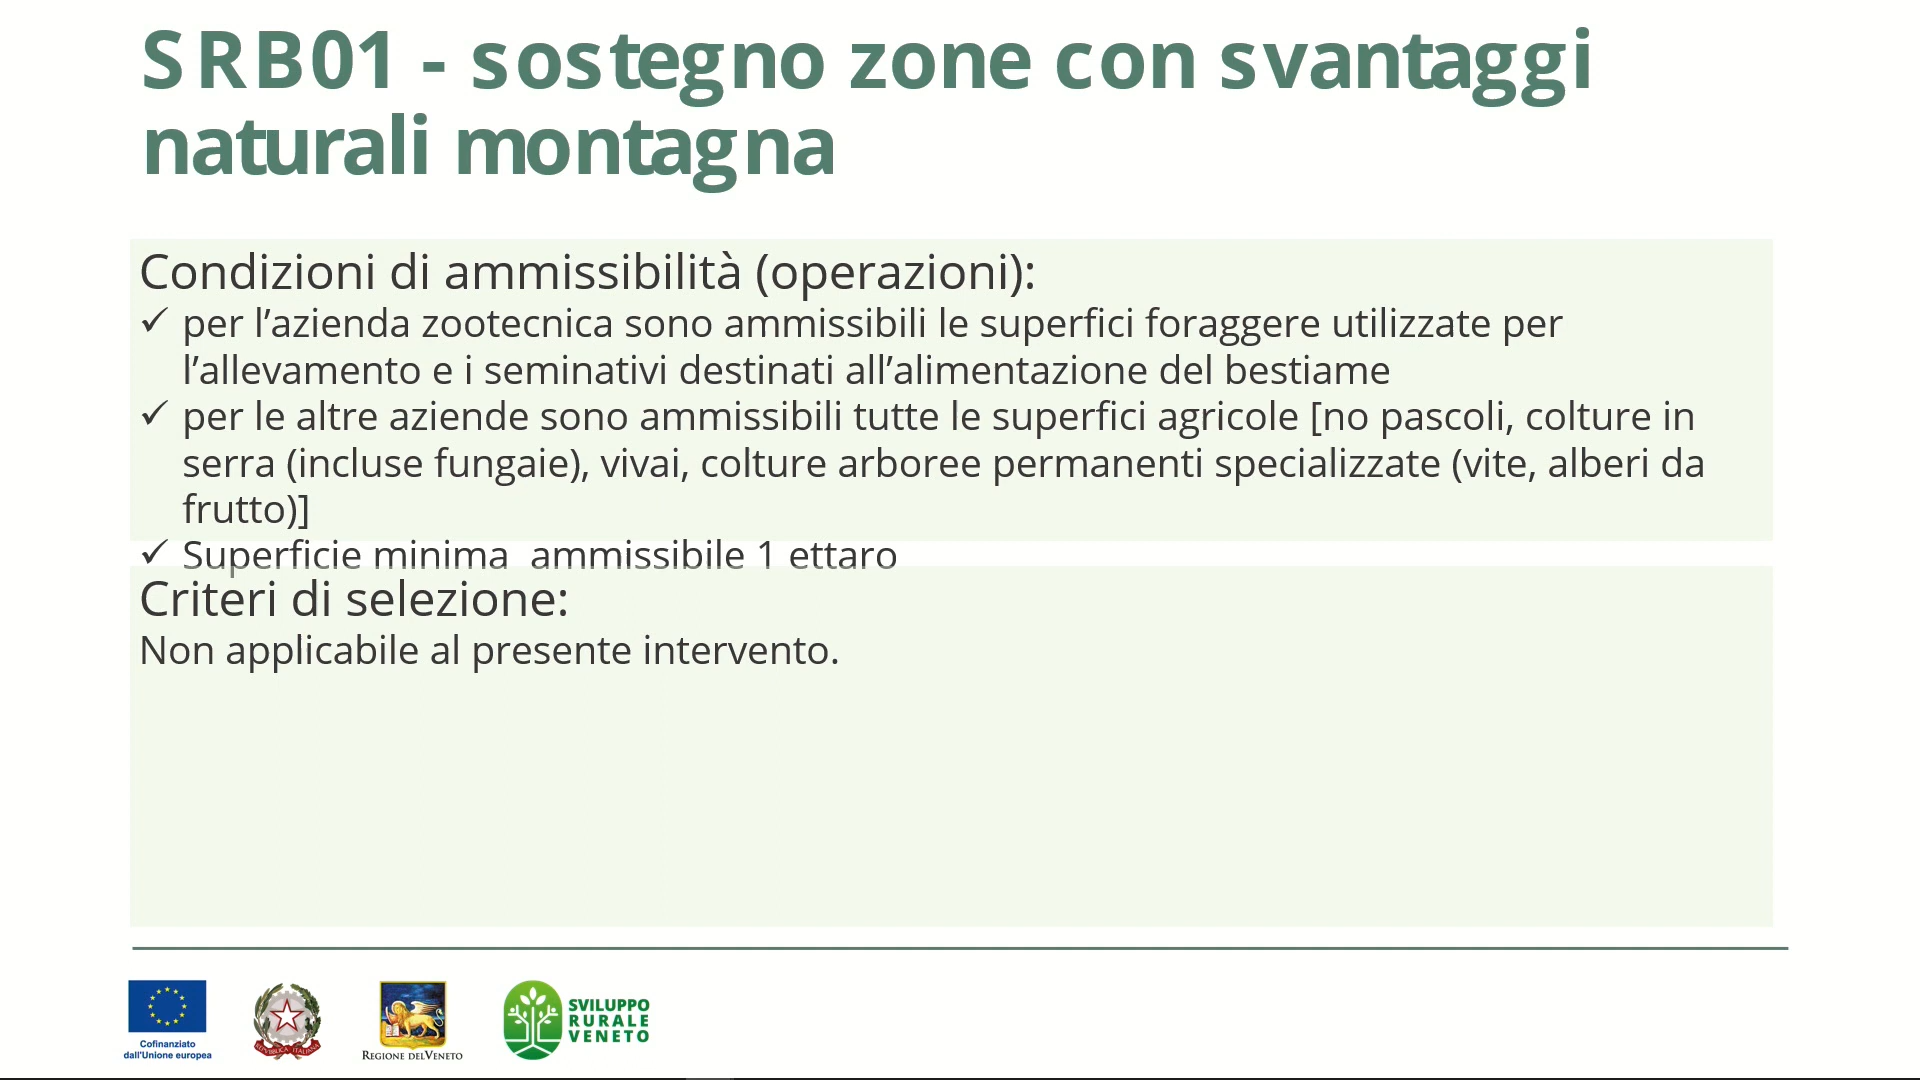 SRB01 - sostegno zone con svantaggi
naturali montagna
Condizioni di ammissibilità (operazioni):
✓ per l’azienda zootecnica sono ammissibili le superfici foraggere utilizzate per
l’allevamento e i seminativi destinati all’alimentazione del bestiame
✓ per le altre aziende sono ammissibili tutte le superfici agricole [no pascoli, colture in
serra (incluse fungaie), vivai, colture arboree permanenti specializzate (vite, alberi da
frutto)]
✓ Superficie minima  ammissibile 1 ettaro
Criteri di selezione:
Non applicabile al presente intervento.
Cofinanziato
dall'Unione europea
REPVBBLICA ITALIANA
REGIONE DEL VENETO
SVILUPPO
RURALE
VENETO